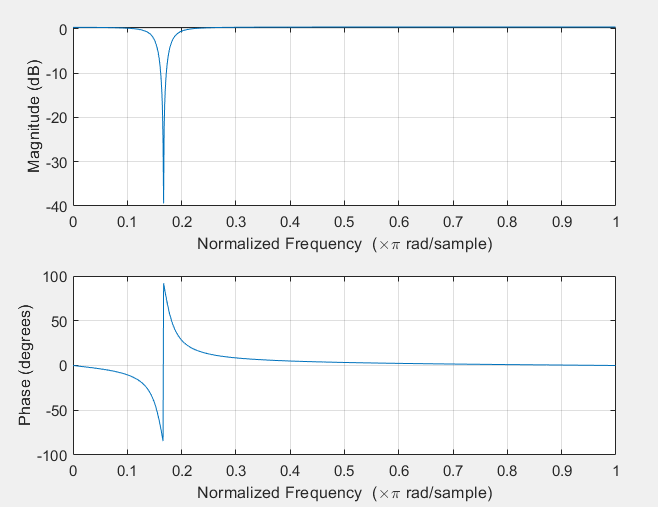 Magnitude (dB)
0
-10
-20
-30
-40
0 0.1 0.2 0.3 0.4 0.5 0.6 0.7 0.8 0.9 1
Normalized Frequency (×π rad/sample)
Phase (degrees)
100
50
0
-50
-100
0 0.1 0.2 0.3 0.4 0.5 0.6 0.7 0.8 0.9 1
Normalized Frequency (×π rad/sample)